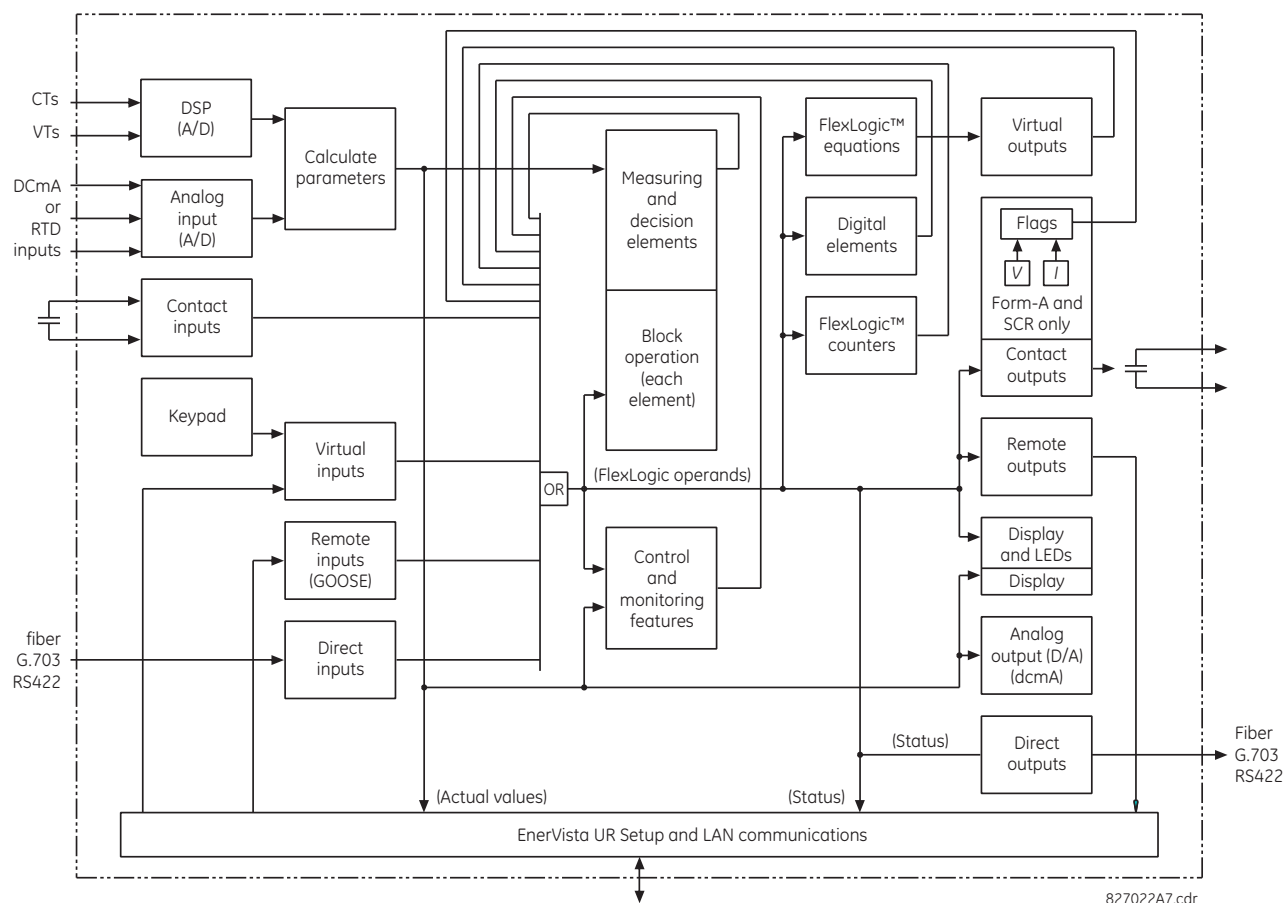 CTs
VTs
DCmA
or
RTD
inputs
DSP
(A/D)
Analog
input
(A/D)
Calculate
parameters
Contact
inputs
Keypad
Virtual
inputs
Remote
inputs
(GOOSE)
fiber
G.703
RS422
Direct
inputs
Measuring
and
decision
elements
Block
operation
(each
element)
OR
(FlexLogic operands)
Control
and
monitoring
features
FlexLogic™
equations
Digital
elements
FlexLogic™
counters
Virtual
outputs
Flags
V
I
Form-A and
SCR only
Contact
outputs
Remote
outputs
Display
and LEDs
Display
Analog
output (D/A)
(dcmA)
(Status)
Direct
outputs
Fiber
G.703
RS422
(Actual values)
(Status)
EnerVista UR Setup and LAN communications
827022A7.cdr